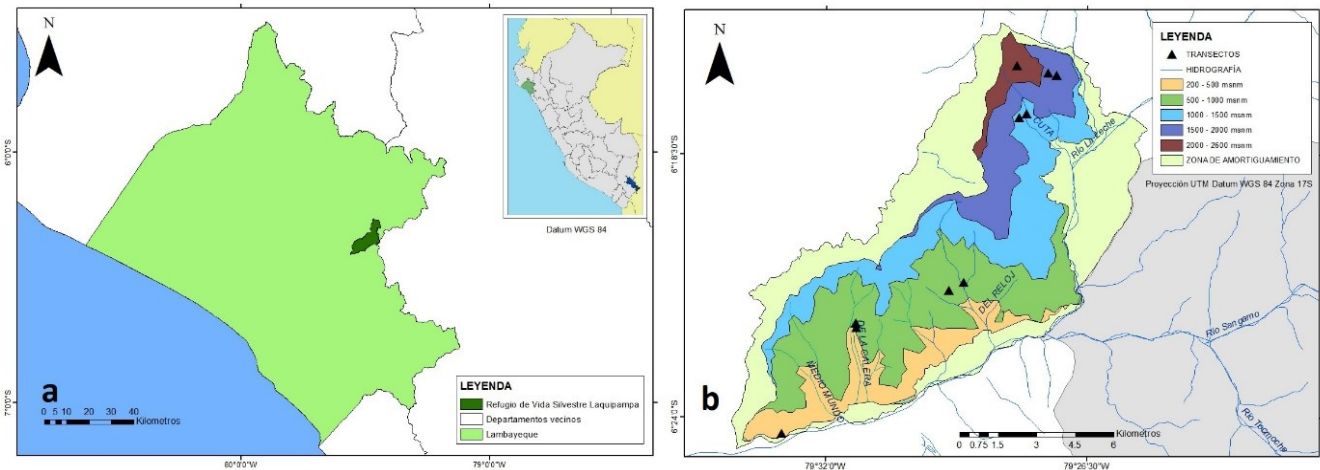 N
6°0'0"S
7°0'0"S
80°0'0"W
79°0'0"W
Datum WGS 84
a
0 5 10 20 30 40
Kilometros
LEYENDA
Refugio de Vida Silvestre Laquipampa
Departamentos vecinos
Lambayeque
N
6°18'30"S
6°24'0"S
79°32'0"W
79°26'30"W
LEYENDA
TRANSECTOS
HIDROGRAFÍA
200 - 500 msnm
500 - 1000 msnm
1000 - 1500 msnm
1500 - 2000 msnm
2000 - 2600 msnm
ZONA DE AMORTIGUAMIENTO
Proyección UTM Datum WGS 84 Zona 17S
CUTA
Río La Leche
DEL RELOJ
DE LA CALERA
MEDIO MUNDO
Río Sangamo
Río Tocmoche
b
0 0.75 1.5 3 4.5 6
Kilometros